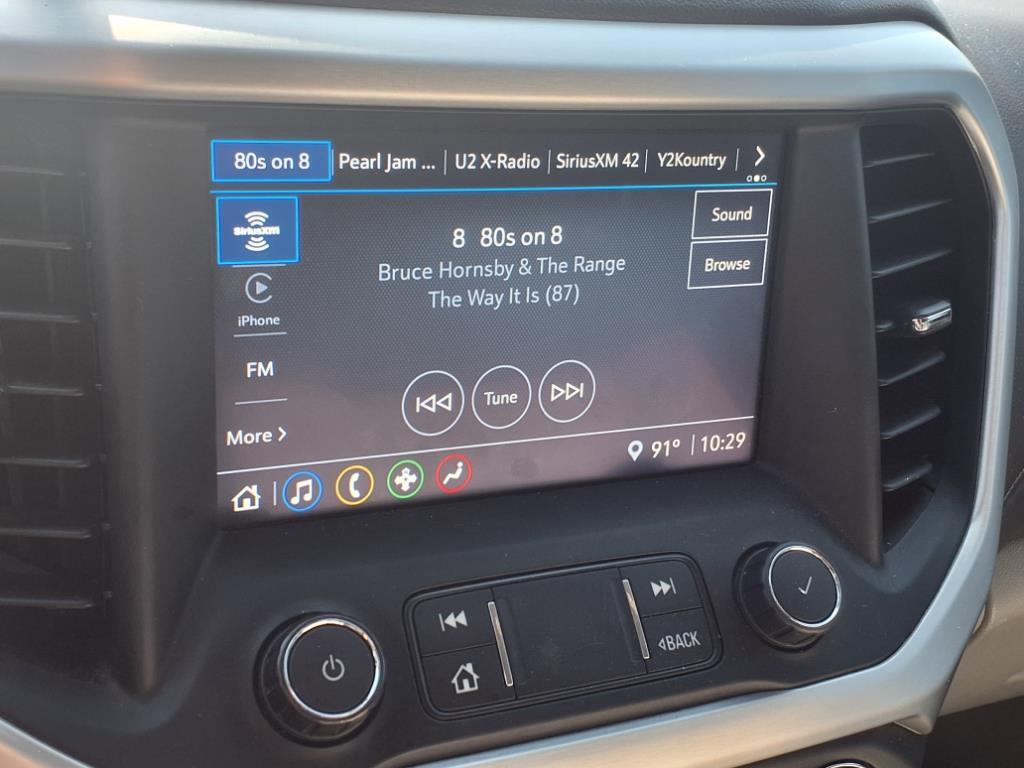 80s on 8 Pearl Jam ... U2 X-Radio SiriusXM 42 Y2Kountry
SiriusXM
iPhone
FM
More
8 80s on 8
Bruce Hornsby & The Range
The Way It Is (87)
Sound
Browse
Tune
91° 10:29
BACK